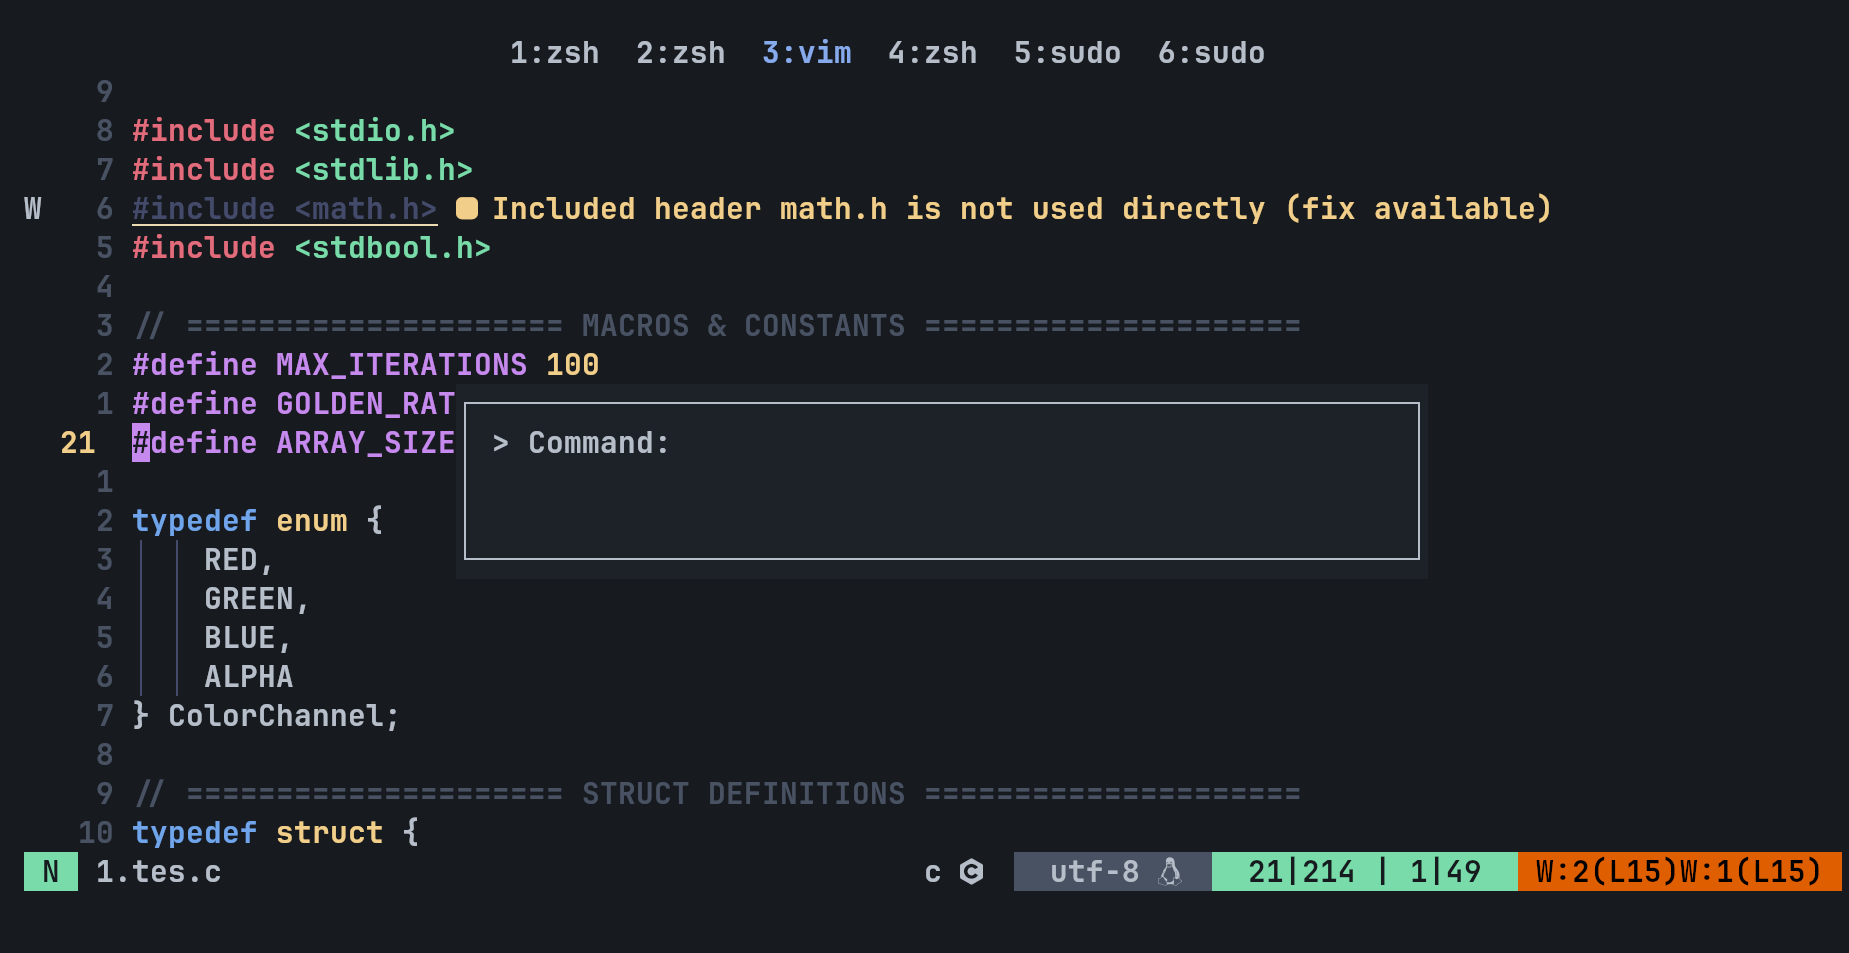 1:zsh  2:zsh  3:vim  4:zsh  5:sudo  6:sudo
9
8 #include <stdio.h>
7 #include <stdlib.h>
W 6 #include <math.h> Included header math.h is not used directly (fix available)
5 #include <stdbool.h>
4
3 // ===================== MACROS & CONSTANTS =====================
2 #define MAX_ITERATIONS 100
1 #define GOLDEN_RAT
21 #define ARRAY_SIZE
> Command:
1
2 typedef enum {
3 RED,
4 GREEN,
5 BLUE,
6 ALPHA
7 } ColorChannel;
8
9 // ===================== STRUCT DEFINITIONS =====================
10 typedef struct {
N 1.tes.c c utf-8 21|214 | 1|49 W:2(L15)W:1(L15)